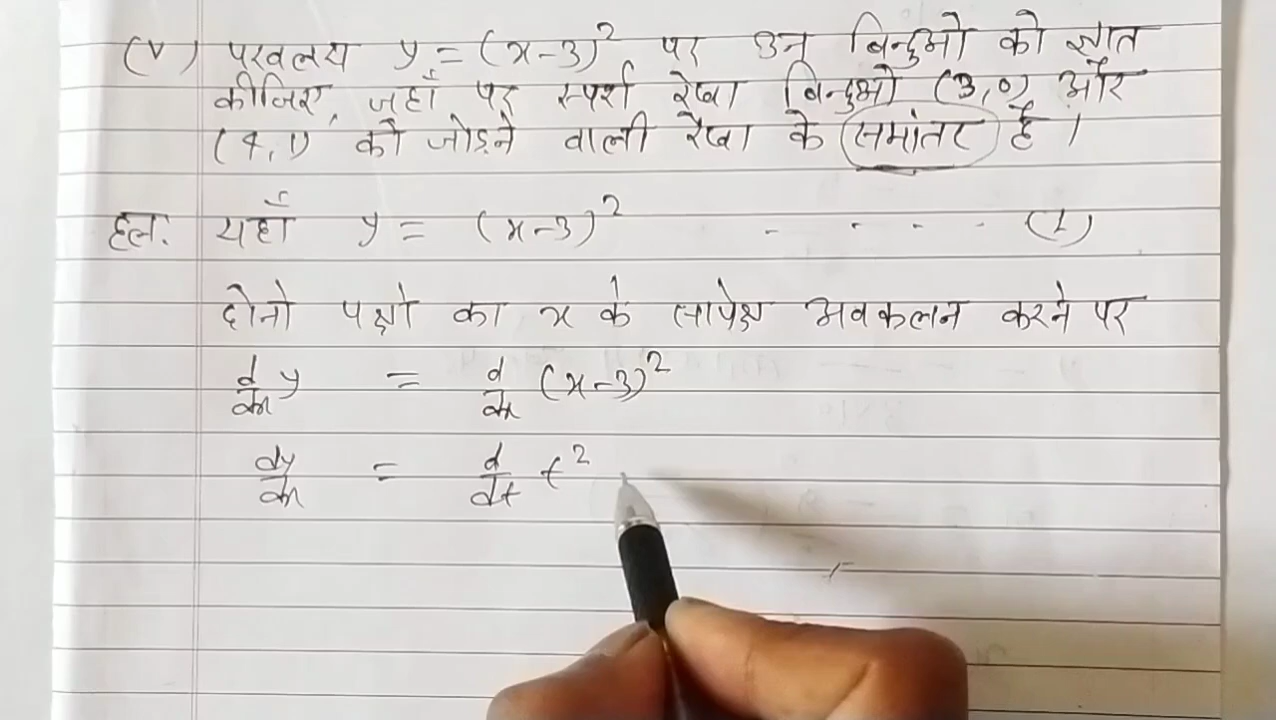 (v) परवलय y = (x-3)² पर उन बिन्दुओ को ज्ञात
कीजिए, जहाँ पर स्पर्श रेखा बिन्दुओ (3,0) और
(4,1) को जोड़ने वाली रेखा के समांतर है।
हल. यहाँ y = (x-3)² - - - - (1)
दोनो पक्षो का x के सापेक्ष अवकलन करने पर
d/dx y = d/dx (x-3)²
dy/dx = d/dt t²